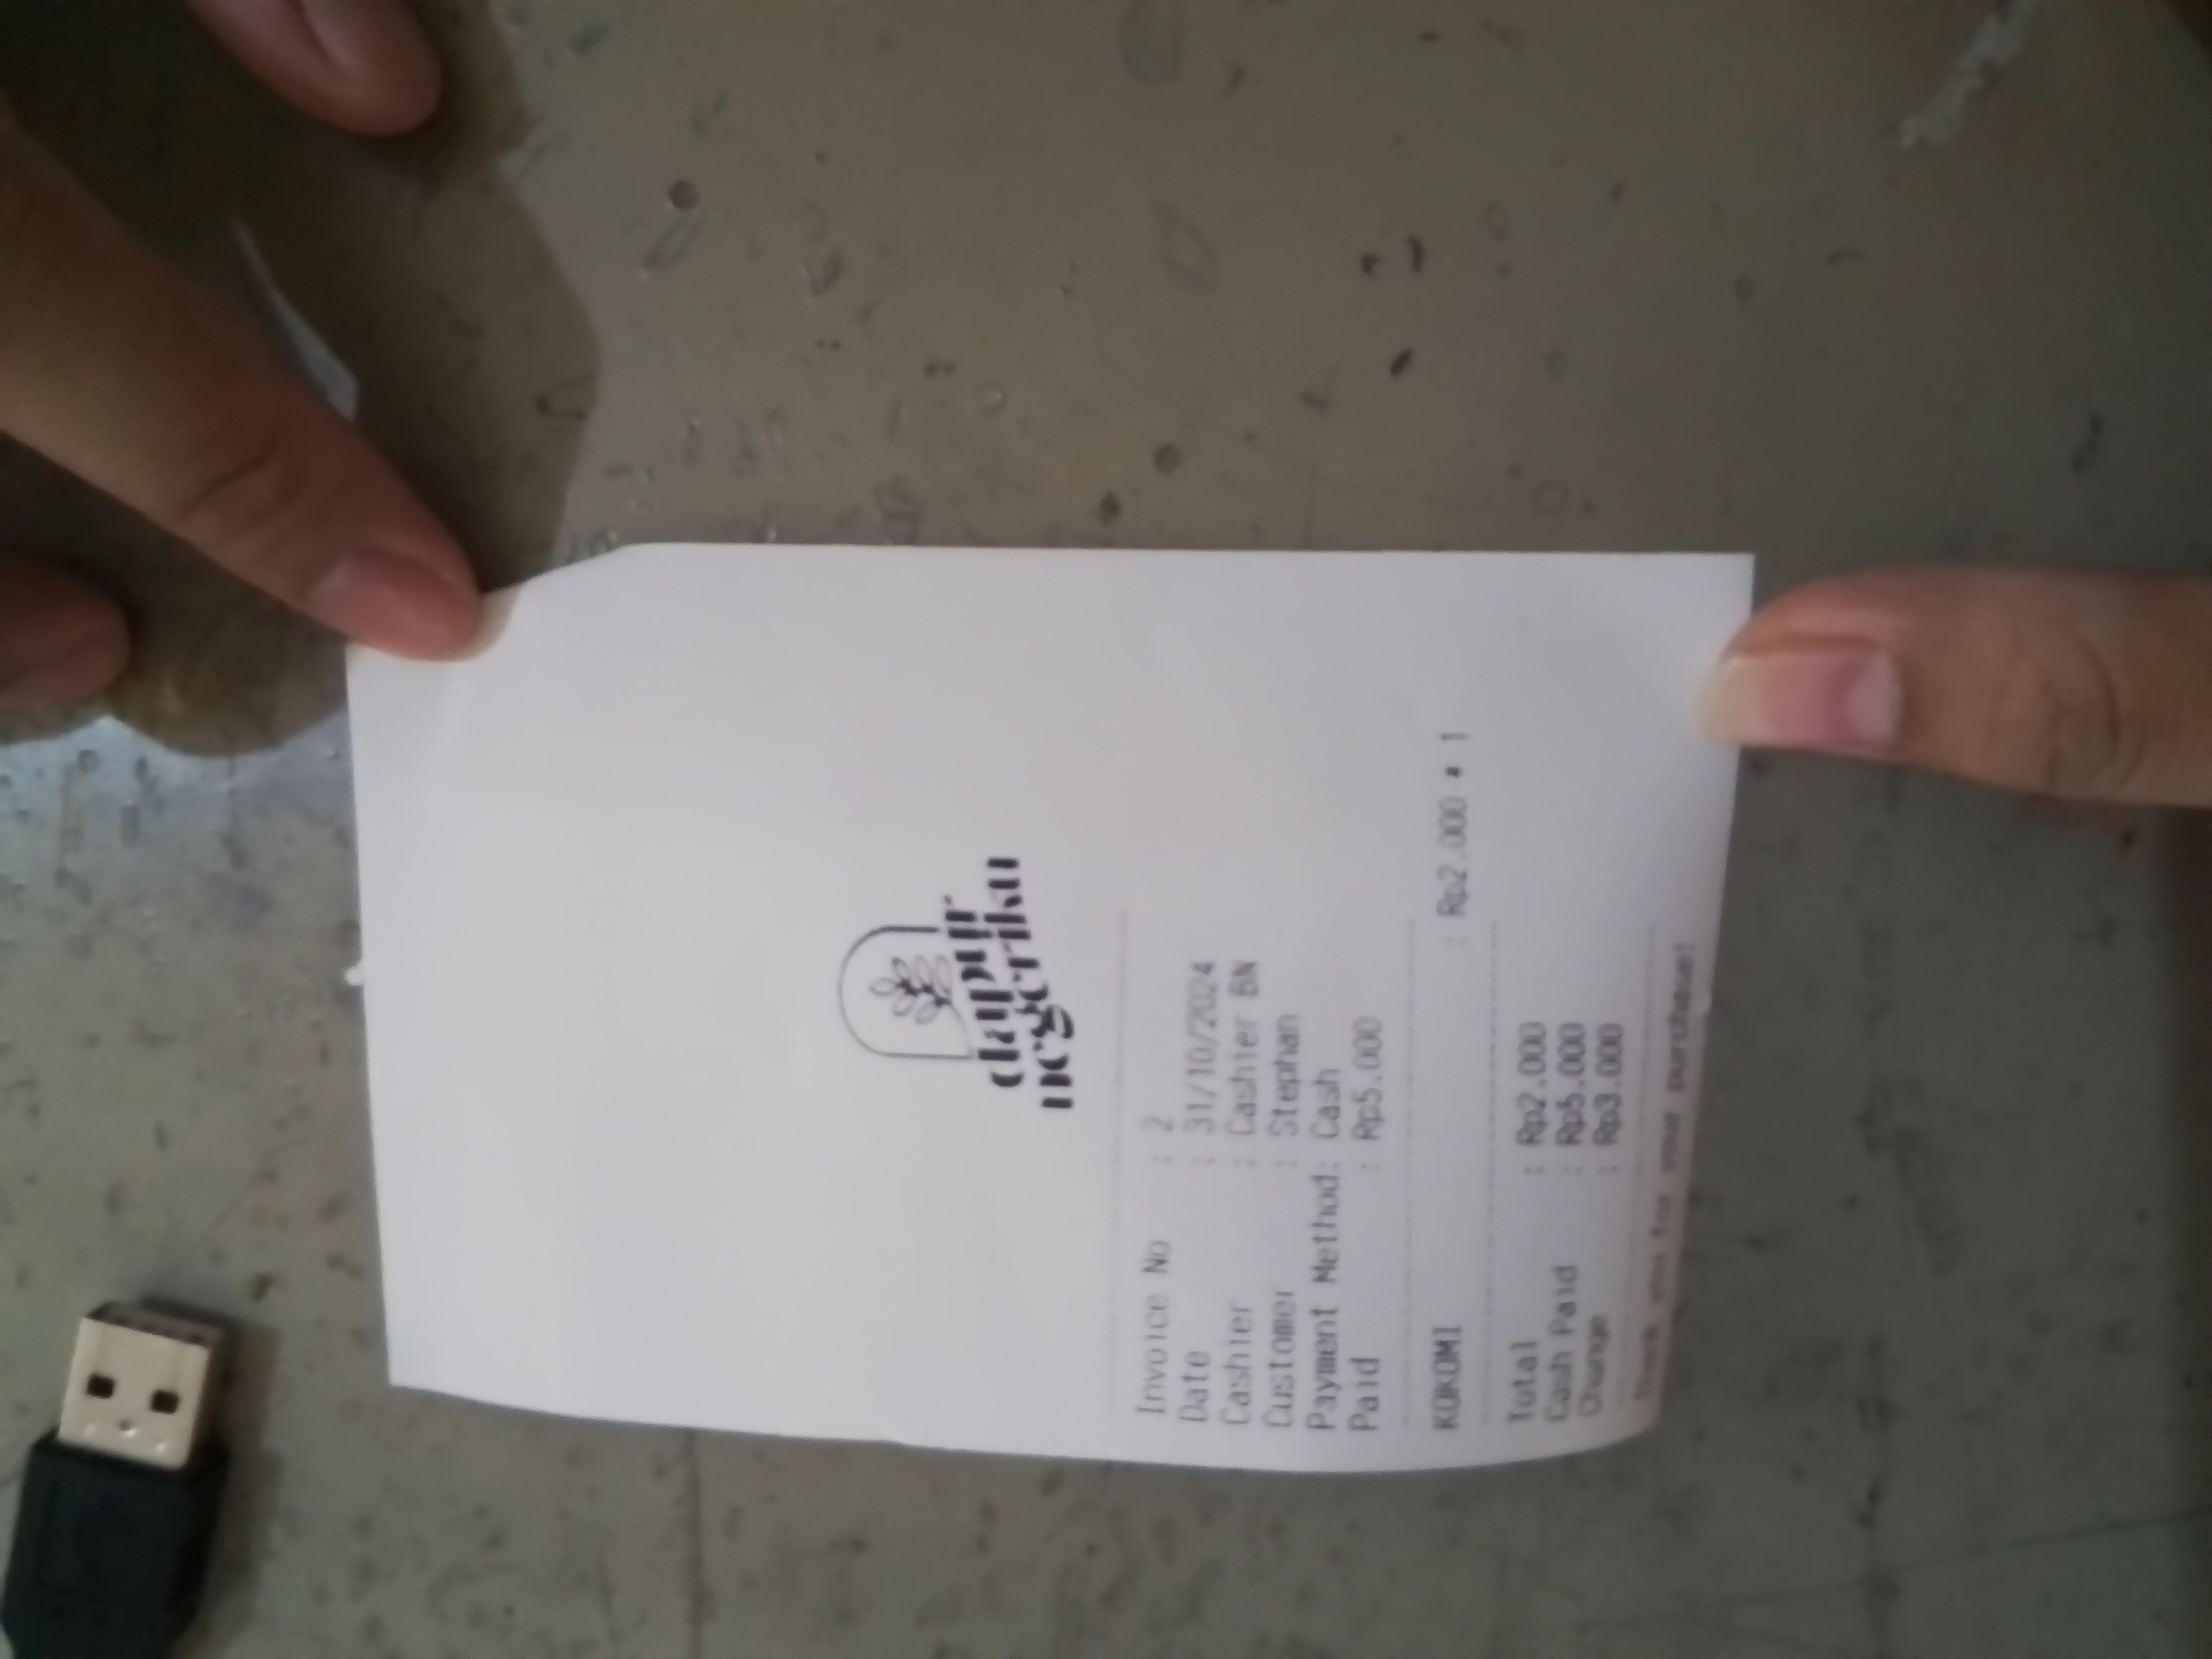 dapur
negeriku
Invoice No : 2
Date : 31/10/2024
Cashier : Cashier BN
Customer : Stephan
Payment Method: Cash
Paid : Rp5.000
KOKOMI
: Rp2.000 * 1
Total : Rp2.000
Cash Paid : Rp5.000
Change : Rp3.000
Thank you for your purchase!